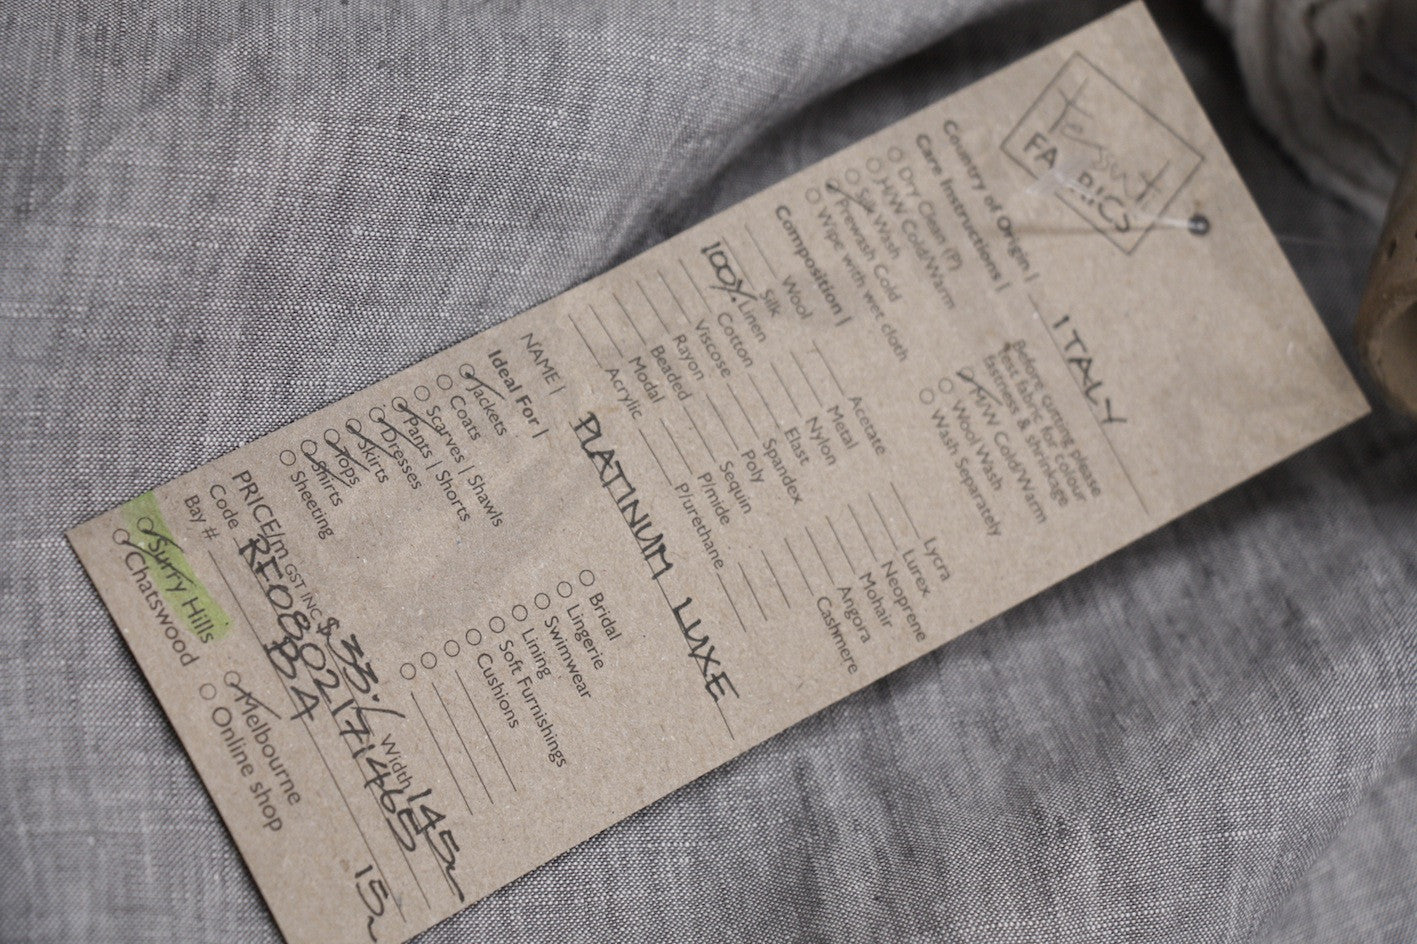 Tessuti
FABRICS
Country of Origin | ITALY
Care Instructions |
Before cutting please
test fabric for colour
fastness & shrinkage
Dry Clean (P)
H/W Cold/Warm
Silk Wash
Prewash Cold
Wipe with wet cloth
H/W Cold/Warm
Wool Wash
Wash Separately
Composition |
Wool
Silk
100% Linen
Cotton
Viscose
Rayon
Beaded
Modal
Acrylic
Acetate
Metal
Nylon
Elast
Spandex
Poly
Sequin
P/mide
P/urethane
Lycra
Lurex
Neoprene
Mohair
Angora
Cashmere
NAME | PLATINUM LUXE
Ideal For |
Jackets
Coats
Scarves | Shawls
Pants | Shorts
Dresses
Skirts
Tops
Shirts
Sheeting
Bridal
Lingerie
Swimwear
Lining
Soft Furnishings
Cushions
PRICE/m GST INC $33 Width 145
Code RF08802171465
Bay # B4
Surry Hills
Chatswood
Melbourne
Online shop